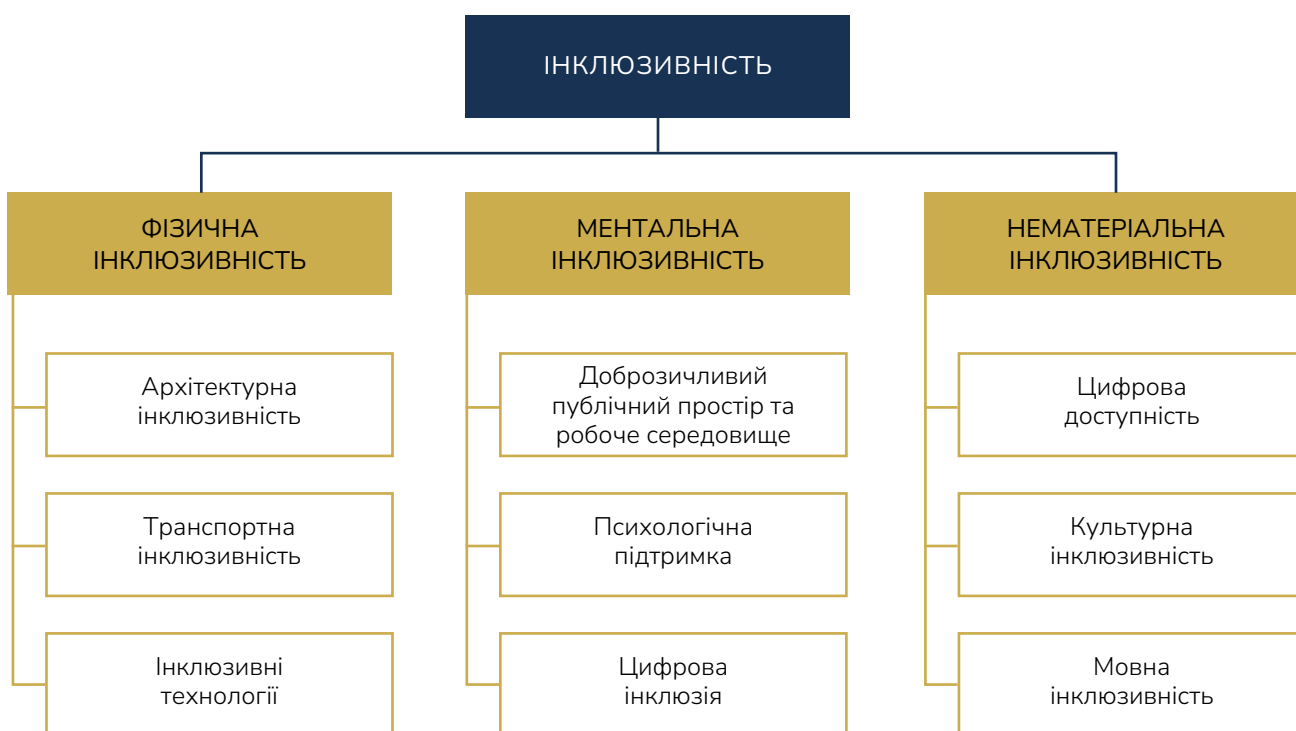 ІНКЛЮЗИВНІСТЬ
ФІЗИЧНА
ІНКЛЮЗИВНІСТЬ
Архітектурна
інклюзивність
Транспортна
інклюзивність
Інклюзивні
технології
МЕНТАЛЬНА
ІНКЛЮЗИВНІСТЬ
Доброзичливий
публічний простір та
робоче середовище
Психологічна
підтримка
Цифрова
інклюзія
НЕМАТЕРІАЛЬНА
ІНКЛЮЗИВНІСТЬ
Цифрова
доступність
Культурна
інклюзивність
Мовна
інклюзивність